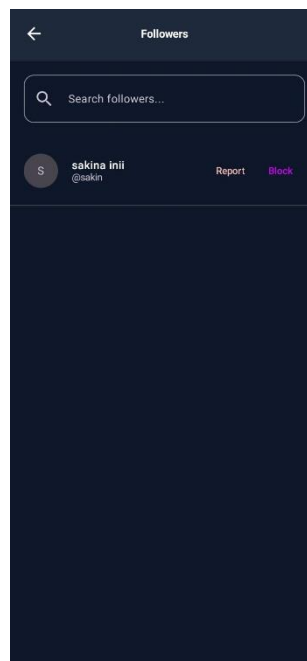 Followers
Search followers...
S
sakina inii
@sakin
Report
Block